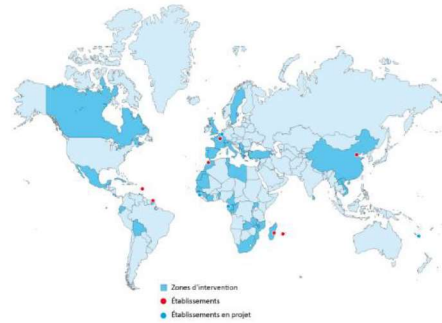 Zones d'intervention
Établissements
Établissements en projet